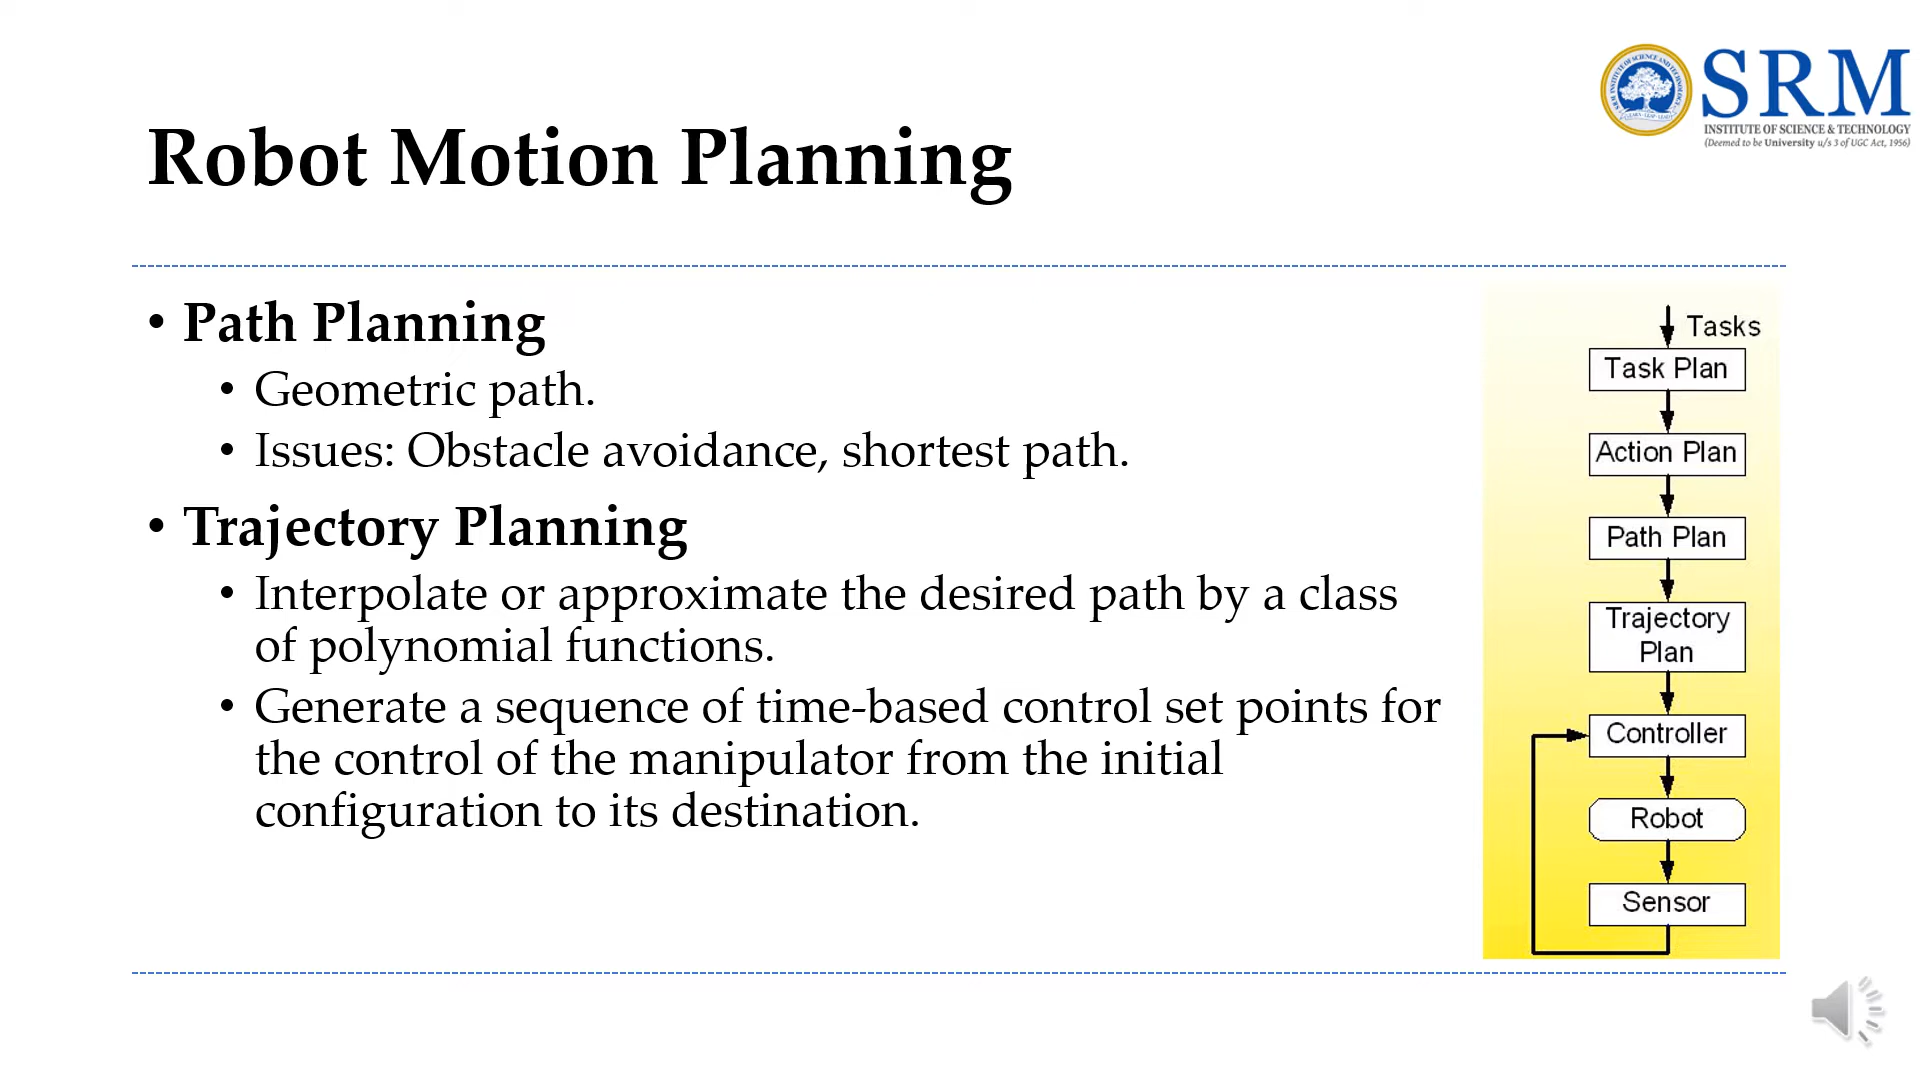 SRM
INSTITUTE OF SCIENCE & TECHNOLOGY
(Deemed to be University u/s 3 of UGC Act, 1956)
Robot Motion Planning
• Path Planning
• Geometric path.
• Issues: Obstacle avoidance, shortest path.
• Trajectory Planning
• Interpolate or approximate the desired path by a class
of polynomial functions.
• Generate a sequence of time-based control set points for
the control of the manipulator from the initial
configuration to its destination.
Tasks
Task Plan
Action Plan
Path Plan
Trajectory
Plan
Controller
Robot
Sensor